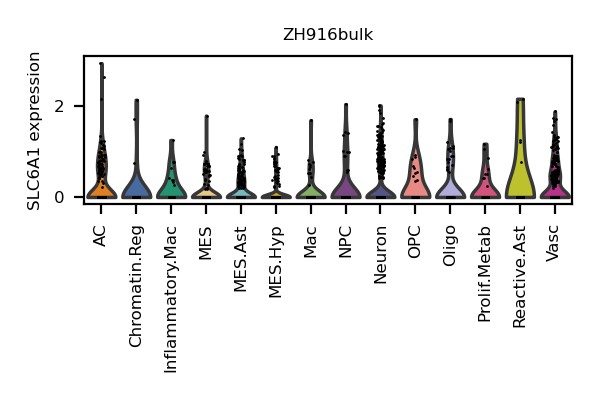 ZH916bulk
SLC6A1 expression
2
0
AC
Chromatin.Reg
Inflammatory.Mac
MES
MES.Ast
MES.Hyp
Mac
NPC
Neuron
OPC
Oligo
Prolif.Metab
Reactive.Ast
Vasc